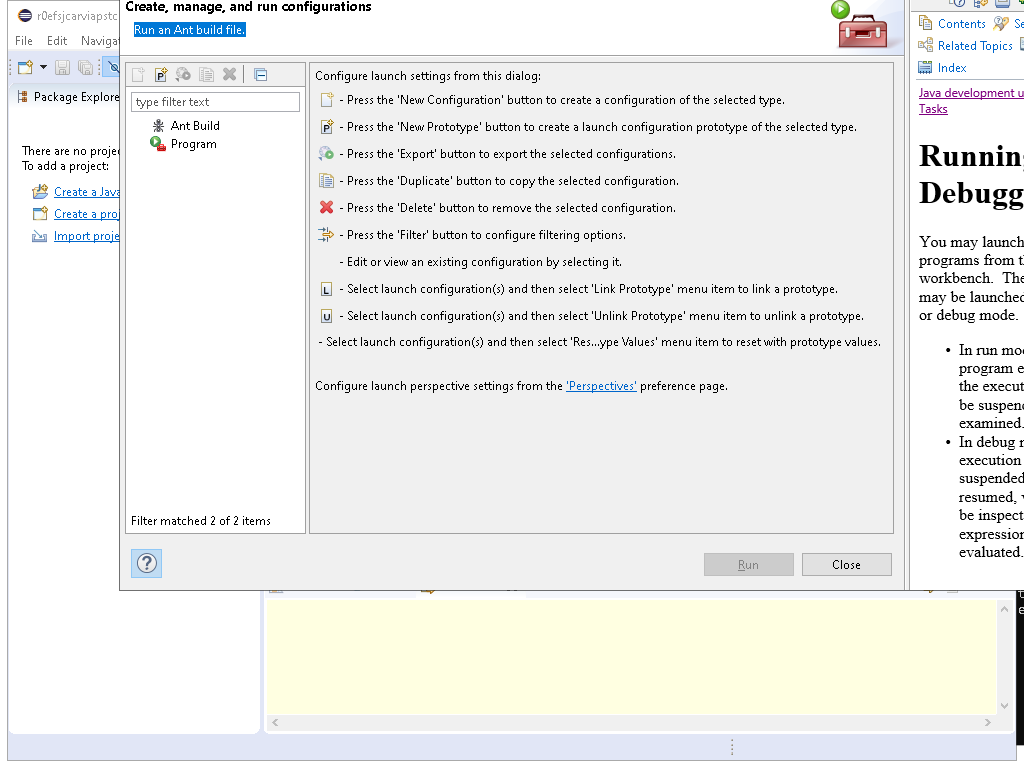 Create, manage, and run configurations
Run an Ant build file.
r0efsjcarviapstc
File Edit Navigat
Package Explore
There are no projec
To add a project:
Create a Java
Create a proj
Import proje
type filter text
Ant Build
Program
Filter matched 2 of 2 items
Configure launch settings from this dialog:
- Press the 'New Configuration' button to create a configuration of the selected type.
- Press the 'New Prototype' button to create a launch configuration prototype of the selected type.
- Press the 'Export' button to export the selected configurations.
- Press the 'Duplicate' button to copy the selected configuration.
- Press the 'Delete' button to remove the selected configuration.
- Press the 'Filter' button to configure filtering options.
- Edit or view an existing configuration by selecting it.
L - Select launch configuration(s) and then select 'Link Prototype' menu item to link a prototype.
U - Select launch configuration(s) and then select 'Unlink Prototype' menu item to unlink a prototype.
- Select launch configuration(s) and then select 'Res...ype Values' menu item to reset with prototype values.
Configure launch perspective settings from the 'Perspectives' preference page.
Run Close
Contents Se
Related Topics
Index
Java development u
Tasks
Running
Debugg
You may launch
programs from th
workbench. The
may be launched
or debug mode.
• In run mod
program e
the execut
be suspend
examined.
• In debug m
execution
suspended
resumed, v
be inspect
expression
evaluated.